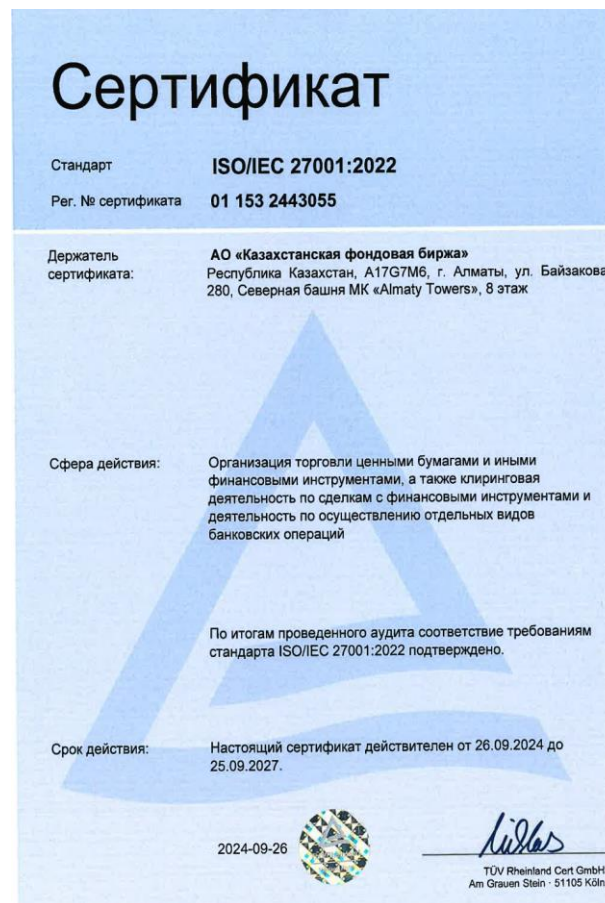 Сертификат
Стандарт ISO/IEC 27001:2022
Рег. № сертификата 01 153 2443055
Держатель сертификата:
АО «Казахстанская фондовая биржа»
Республика Казахстан, A17G7M6, г. Алматы, ул. Байзакова
280, Северная башня МК «Almaty Towers», 8 этаж
Сфера действия:
Организация торговли ценными бумагами и иными
финансовыми инструментами, а также клиринговая
деятельность по сделкам с финансовыми инструментами и
деятельность по осуществлению отдельных видов
банковских операций
По итогам проведенного аудита соответствие требованиям
стандарта ISO/IEC 27001:2022 подтверждено.
Срок действия:
Настоящий сертификат действителен от 26.09.2024 до
25.09.2027.
2024-09-26
TÜV Rheinland Cert GmbH
Am Grauen Stein · 51105 Köln